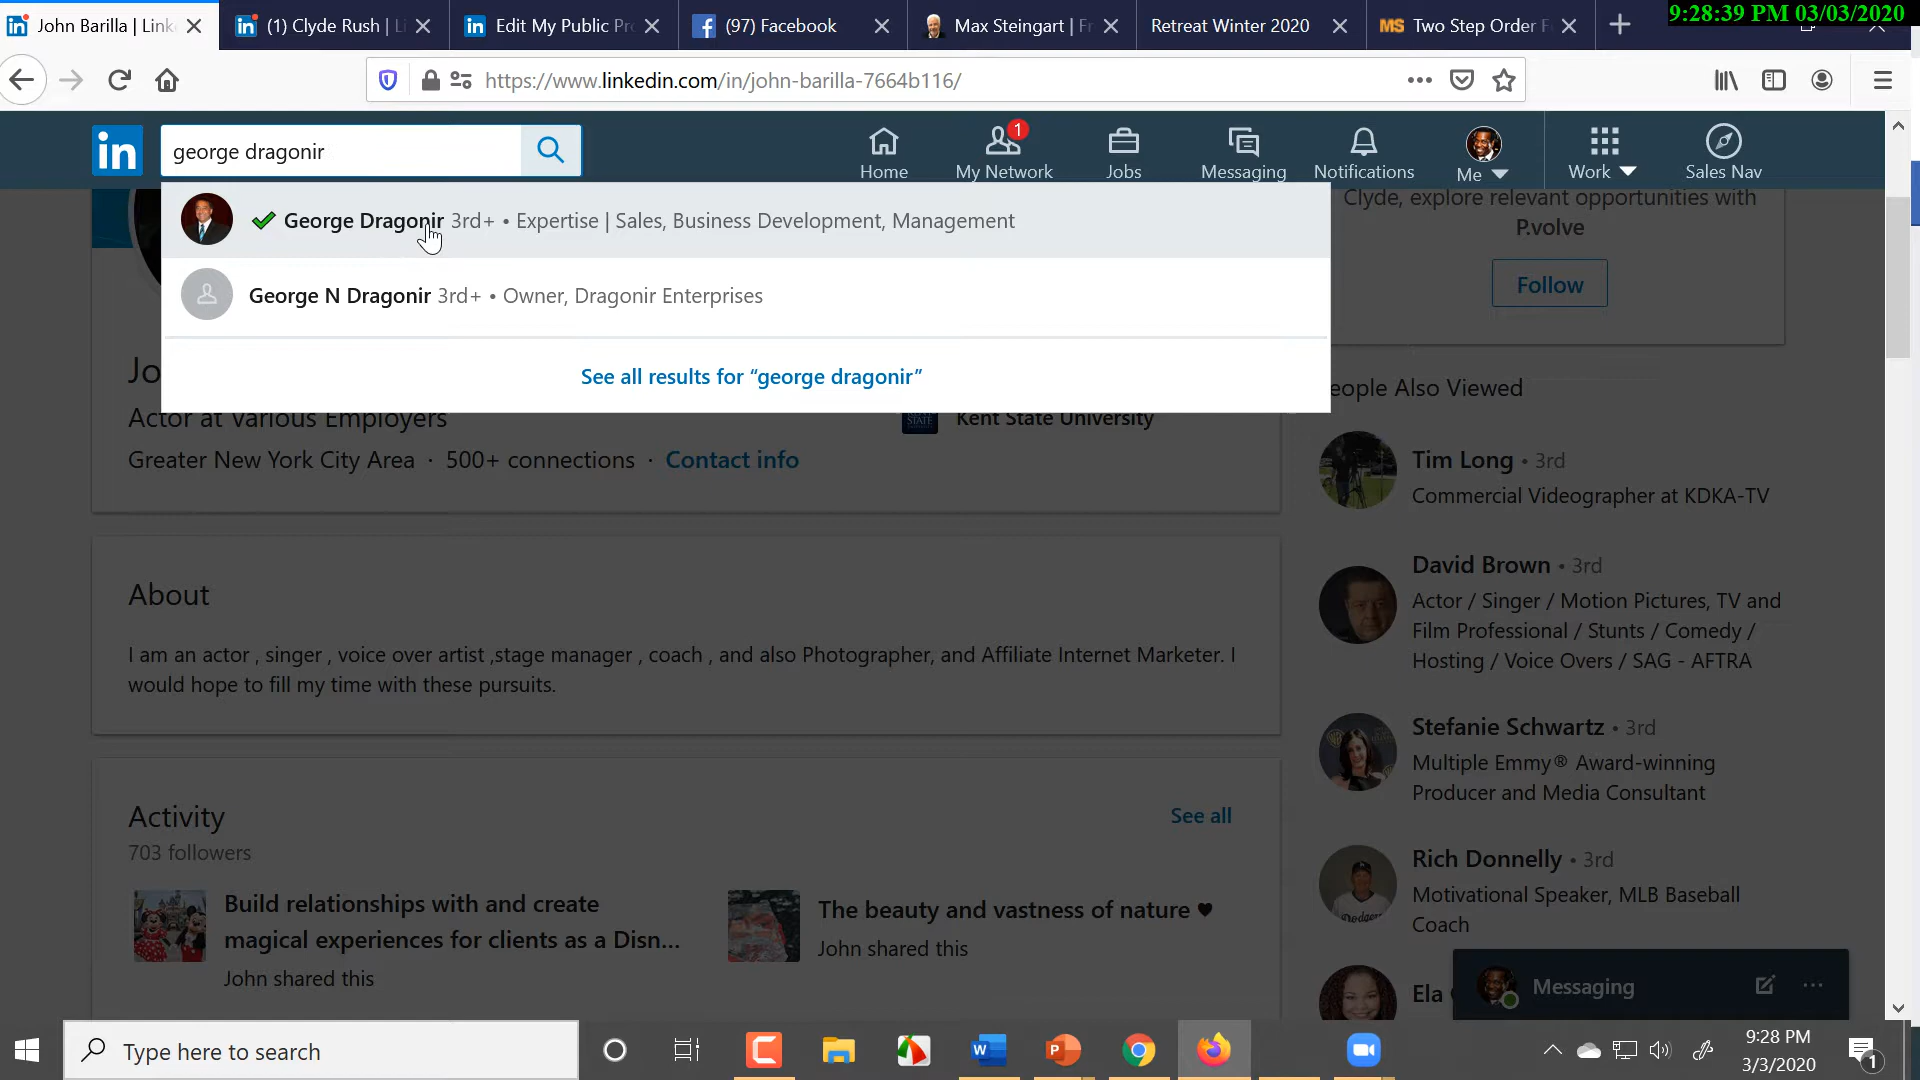 9:28:39 PM 03/03/2020
John Barilla | Link
(1) Clyde Rush | Li
Edit My Public Pro
(97) Facebook
Max Steingart | Fr
Retreat Winter 2020
MS Two Step Order F
https://www.linkedin.com/in/john-barilla-7664b116/
in
george dragonir
Home
My Network
1
Jobs
Messaging
Notifications
Me
Work
Sales Nav
George Dragonir 3rd+ • Expertise | Sales, Business Development, Management
George N Dragonir 3rd+ • Owner, Dragonir Enterprises
See all results for “george dragonir”
Clyde, explore relevant opportunities with
P.volve
Follow
Jo
Actor at Various Employers
Greater New York City Area · 500+ connections · Contact info
STATE
Kent State University
About
I am an actor , singer , voice over artist ,stage manager , coach , and also Photographer, and Affiliate Internet Marketer. I
would hope to fill my time with these pursuits.
Activity
703 followers
See all
Build relationships with and create
magical experiences for clients as a Disn...
John shared this
The beauty and vastness of nature ♥
John shared this
eople Also Viewed
Tim Long • 3rd
Commercial Videographer at KDKA-TV
David Brown • 3rd
Actor / Singer / Motion Pictures, TV and
Film Professional / Stunts / Comedy /
Hosting / Voice Overs / SAG - AFTRA
Stefanie Schwartz • 3rd
Multiple Emmy® Award-winning
Producer and Media Consultant
Rich Donnelly • 3rd
Motivational Speaker, MLB Baseball
Coach
Ela
Messaging
Type here to search
9:28 PM
3/3/2020
1